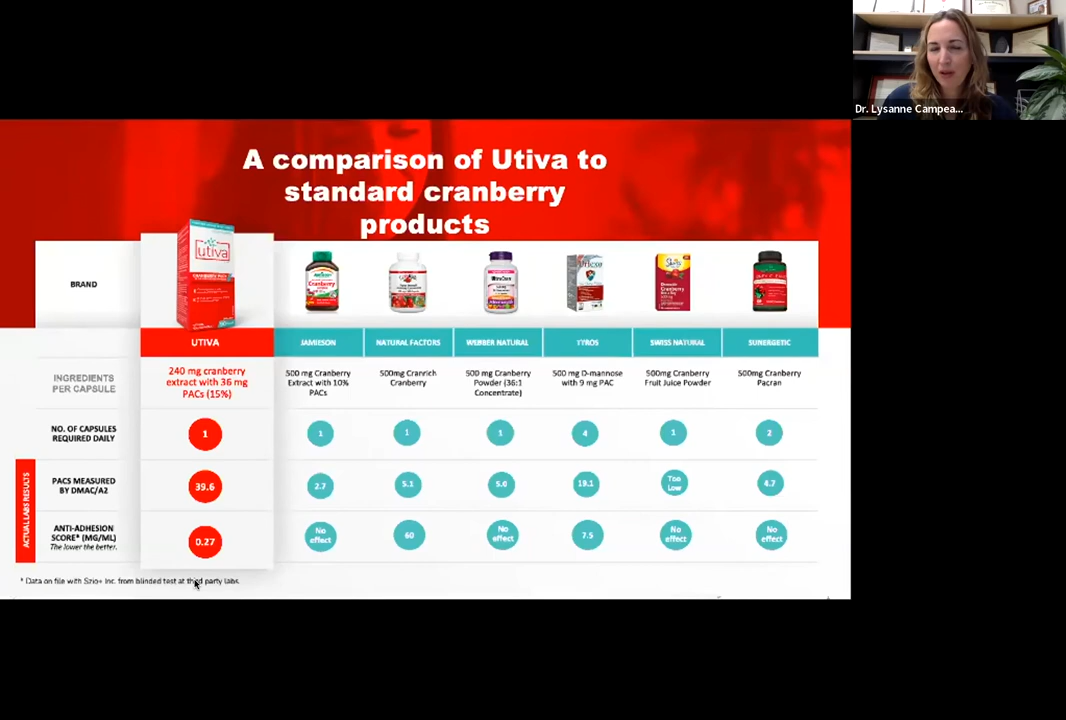 Dr. Lysanne Campea...
A comparison of Utiva to
standard cranberry
products
utiva
BRAND
UTIVA
JAMIESON
NATURAL FACTORS
WEBBER NATURAL
TYROS
SWISS NATURAL
SUNERGETIC
INGREDIENTS
PER CAPSULE
240 mg cranberry
extract with 36 mg
PACs (15%)
500 mg Cranberry
Extract with 10%
PACs
500mg Cranrich
Cranberry
500 mg Cranberry
Powder (36:1
Concentrate)
500 mg D-mannose
with 9 mg PAC
500mg Cranberry
Fruit Juice Powder
500mg Cranberry
Pacran
NO. OF CAPSULES
REQUIRED DAILY
1
1
1
1
4
1
2
ACTUAL LABS RESULTS
PACS MEASURED
BY DMAC/A2
39.6
2.7
5.1
5.0
19.1
Too
Low
4.7
ANTI-ADHESION
SCORE* (MG/ML)
The lower the better.
0.27
No
effect
60
No
effect
7.5
No
effect
No
effect
* Data on file with Szio+ Inc. from blinded test at third party labs.